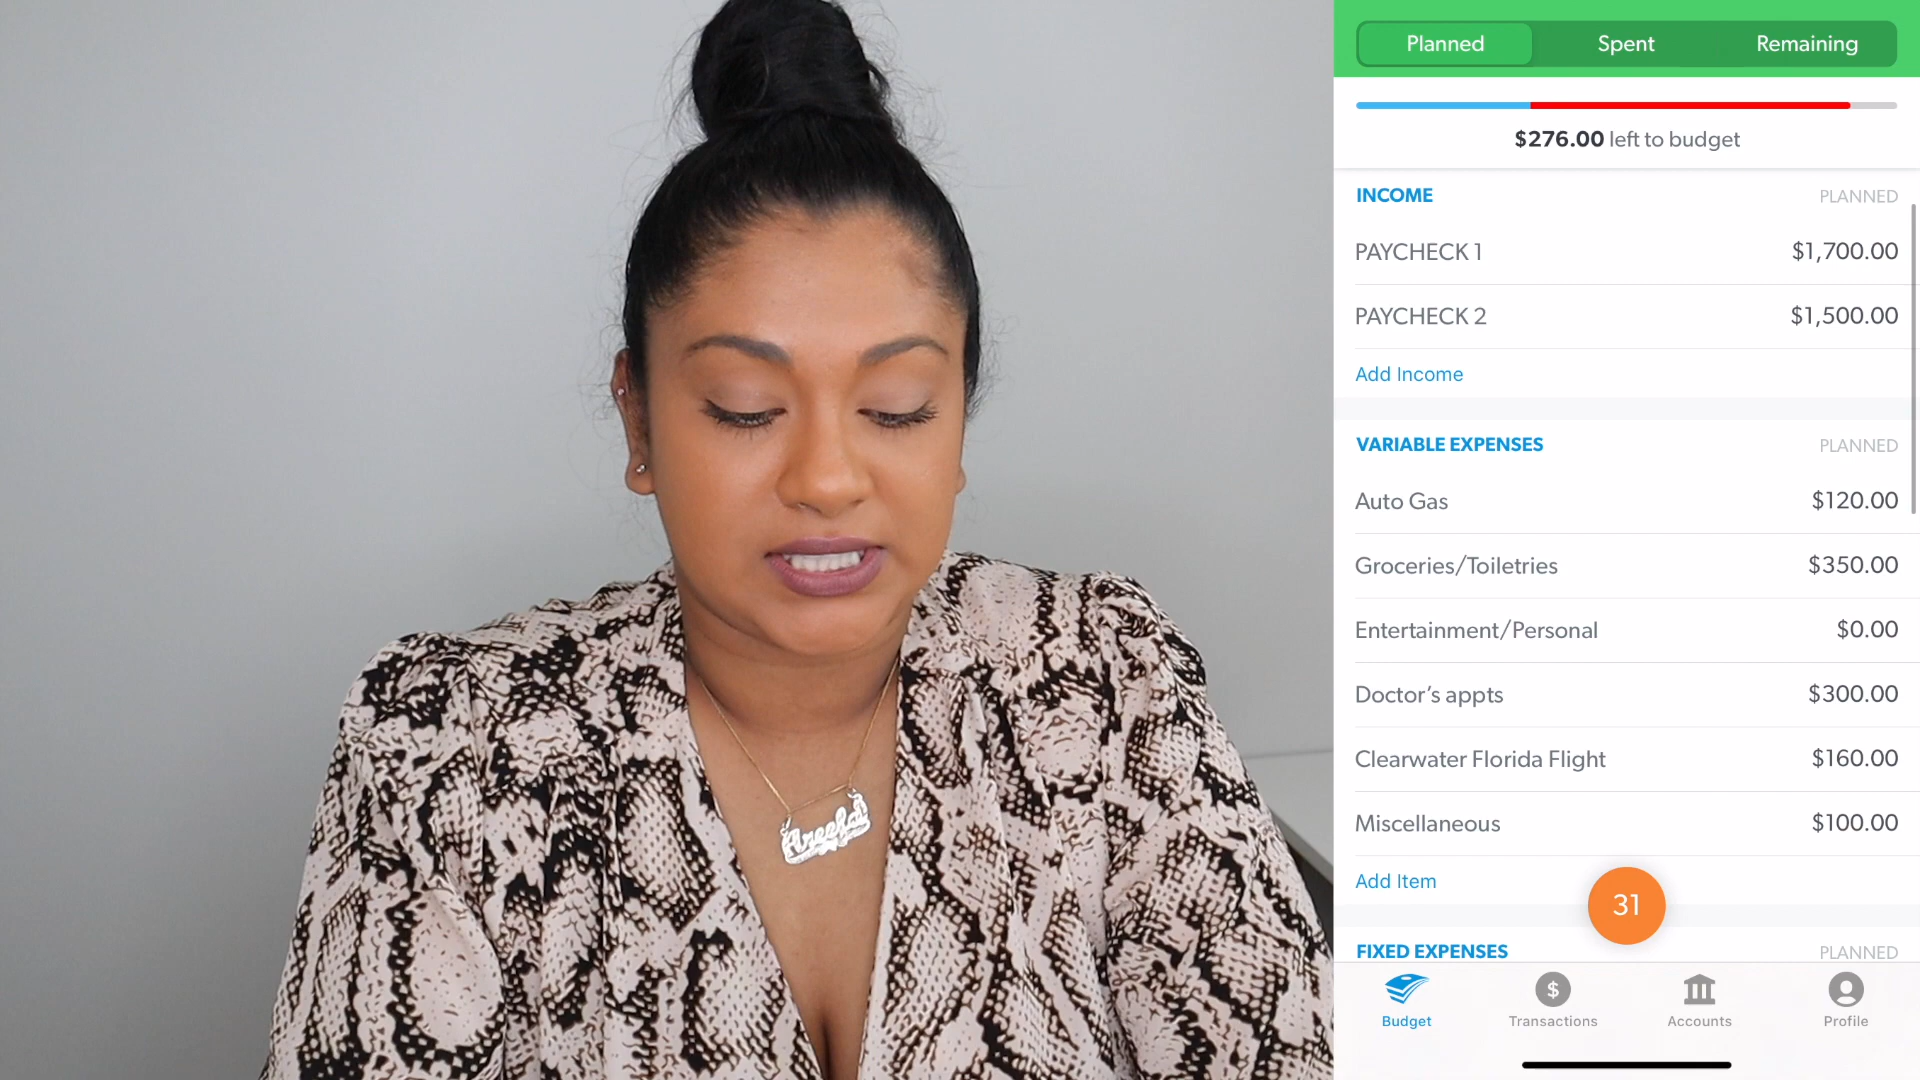 Planned Spent Remaining
$276.00 left to budget
INCOME PLANNED
PAYCHECK 1 $1,700.00
PAYCHECK 2 $1,500.00
Add Income
VARIABLE EXPENSES PLANNED
Auto Gas $120.00
Groceries/Toiletries $350.00
Entertainment/Personal $0.00
Doctor's appts $300.00
Clearwater Florida Flight $160.00
Miscellaneous $100.00
Add Item
31
FIXED EXPENSES PLANNED
Budget Transactions Accounts Profile